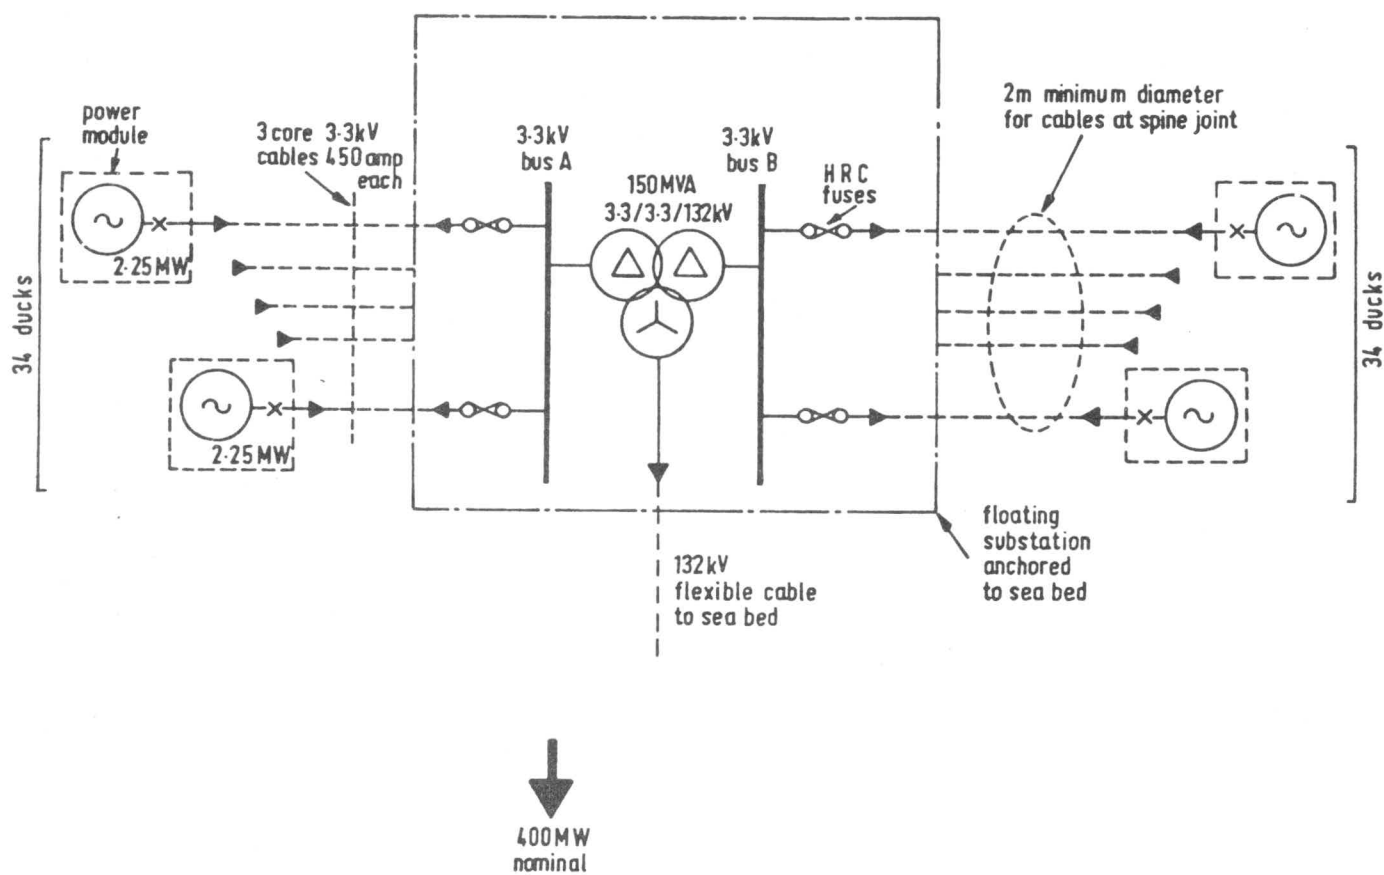 power
module
2·25MW
34 ducks
2·25MW
3 core 3·3kV
cables 450amp
each
3·3kV
bus A
150MVA
3·3/3·3/132kV
3·3kV
bus B
HRC
fuses
2m minimum diameter
for cables at spine joint
34 ducks
floating
substation
anchored
to sea bed
132kV
flexible cable
to sea bed
400MW
nominal